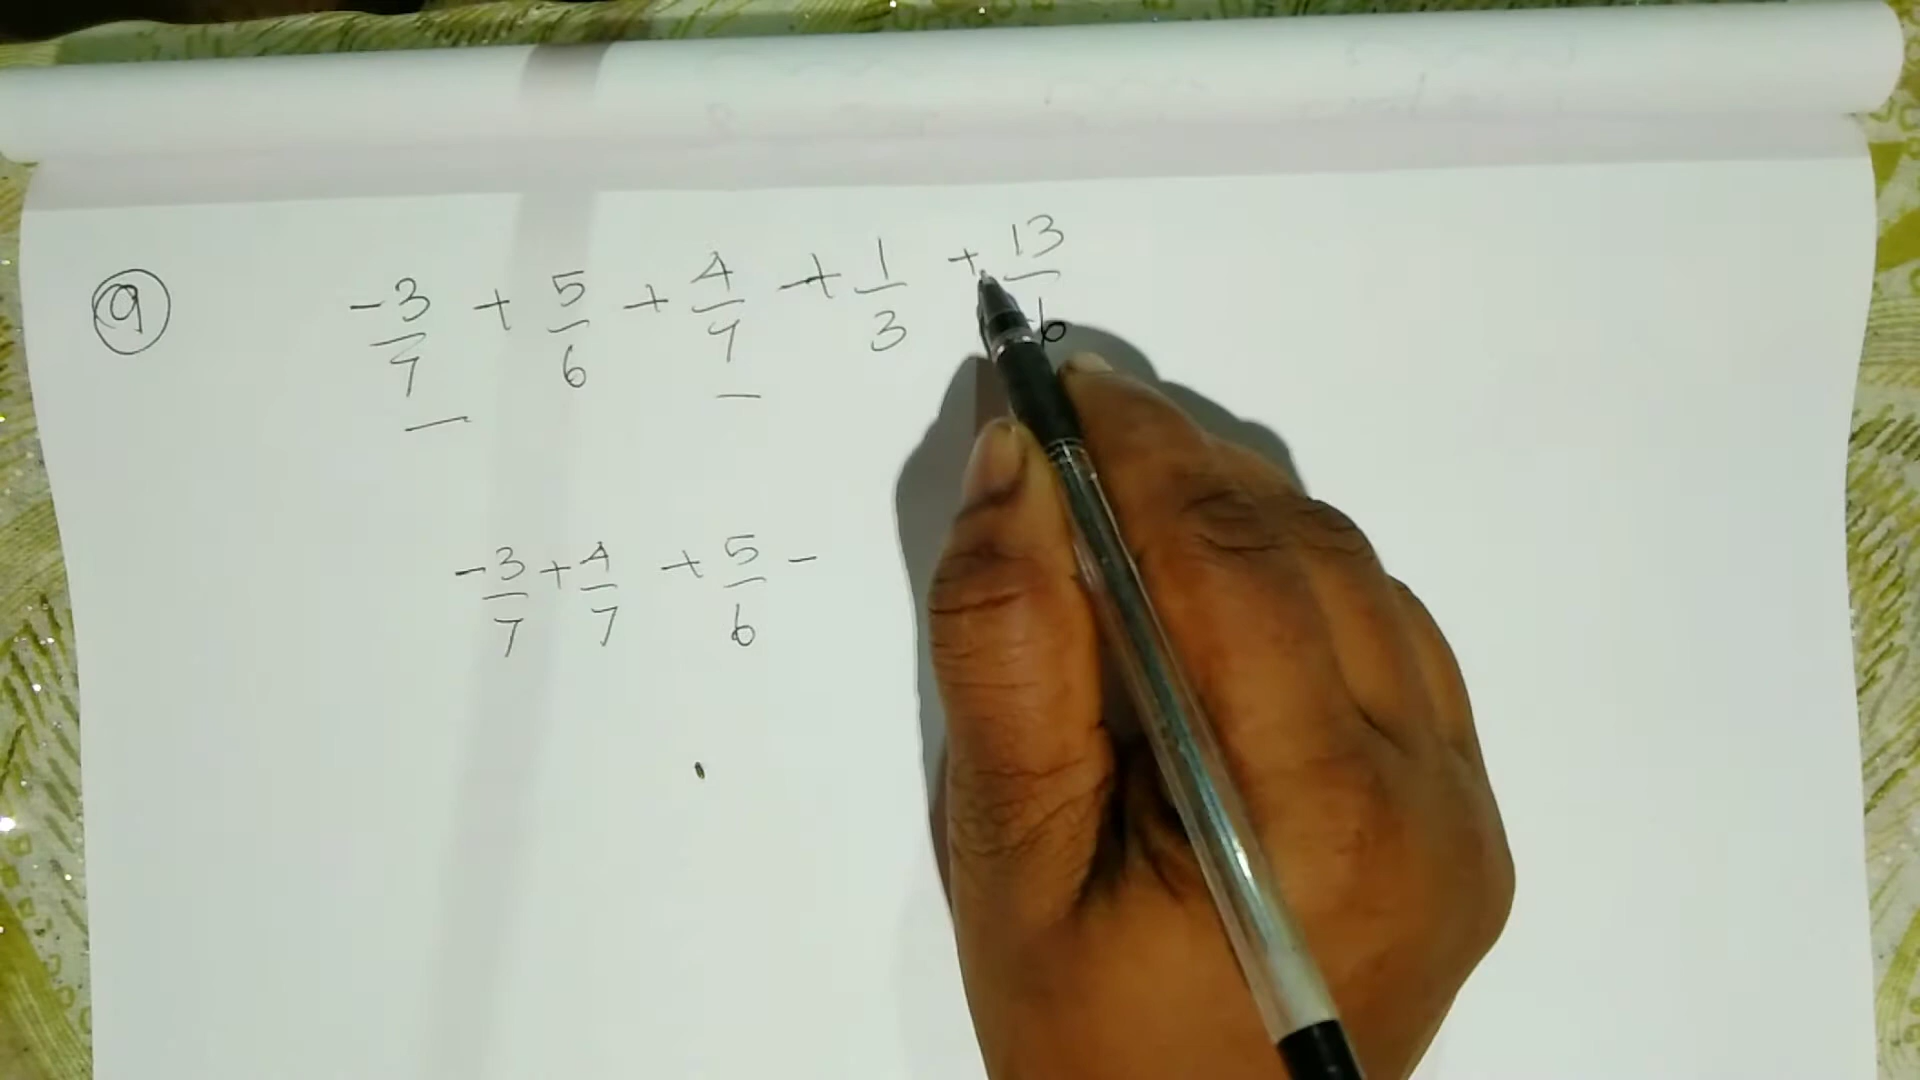 9 -3/7 + 5/6 + 4/7 + 1/3 + 13/-6
-3/7 + 4/7 + 5/6 -